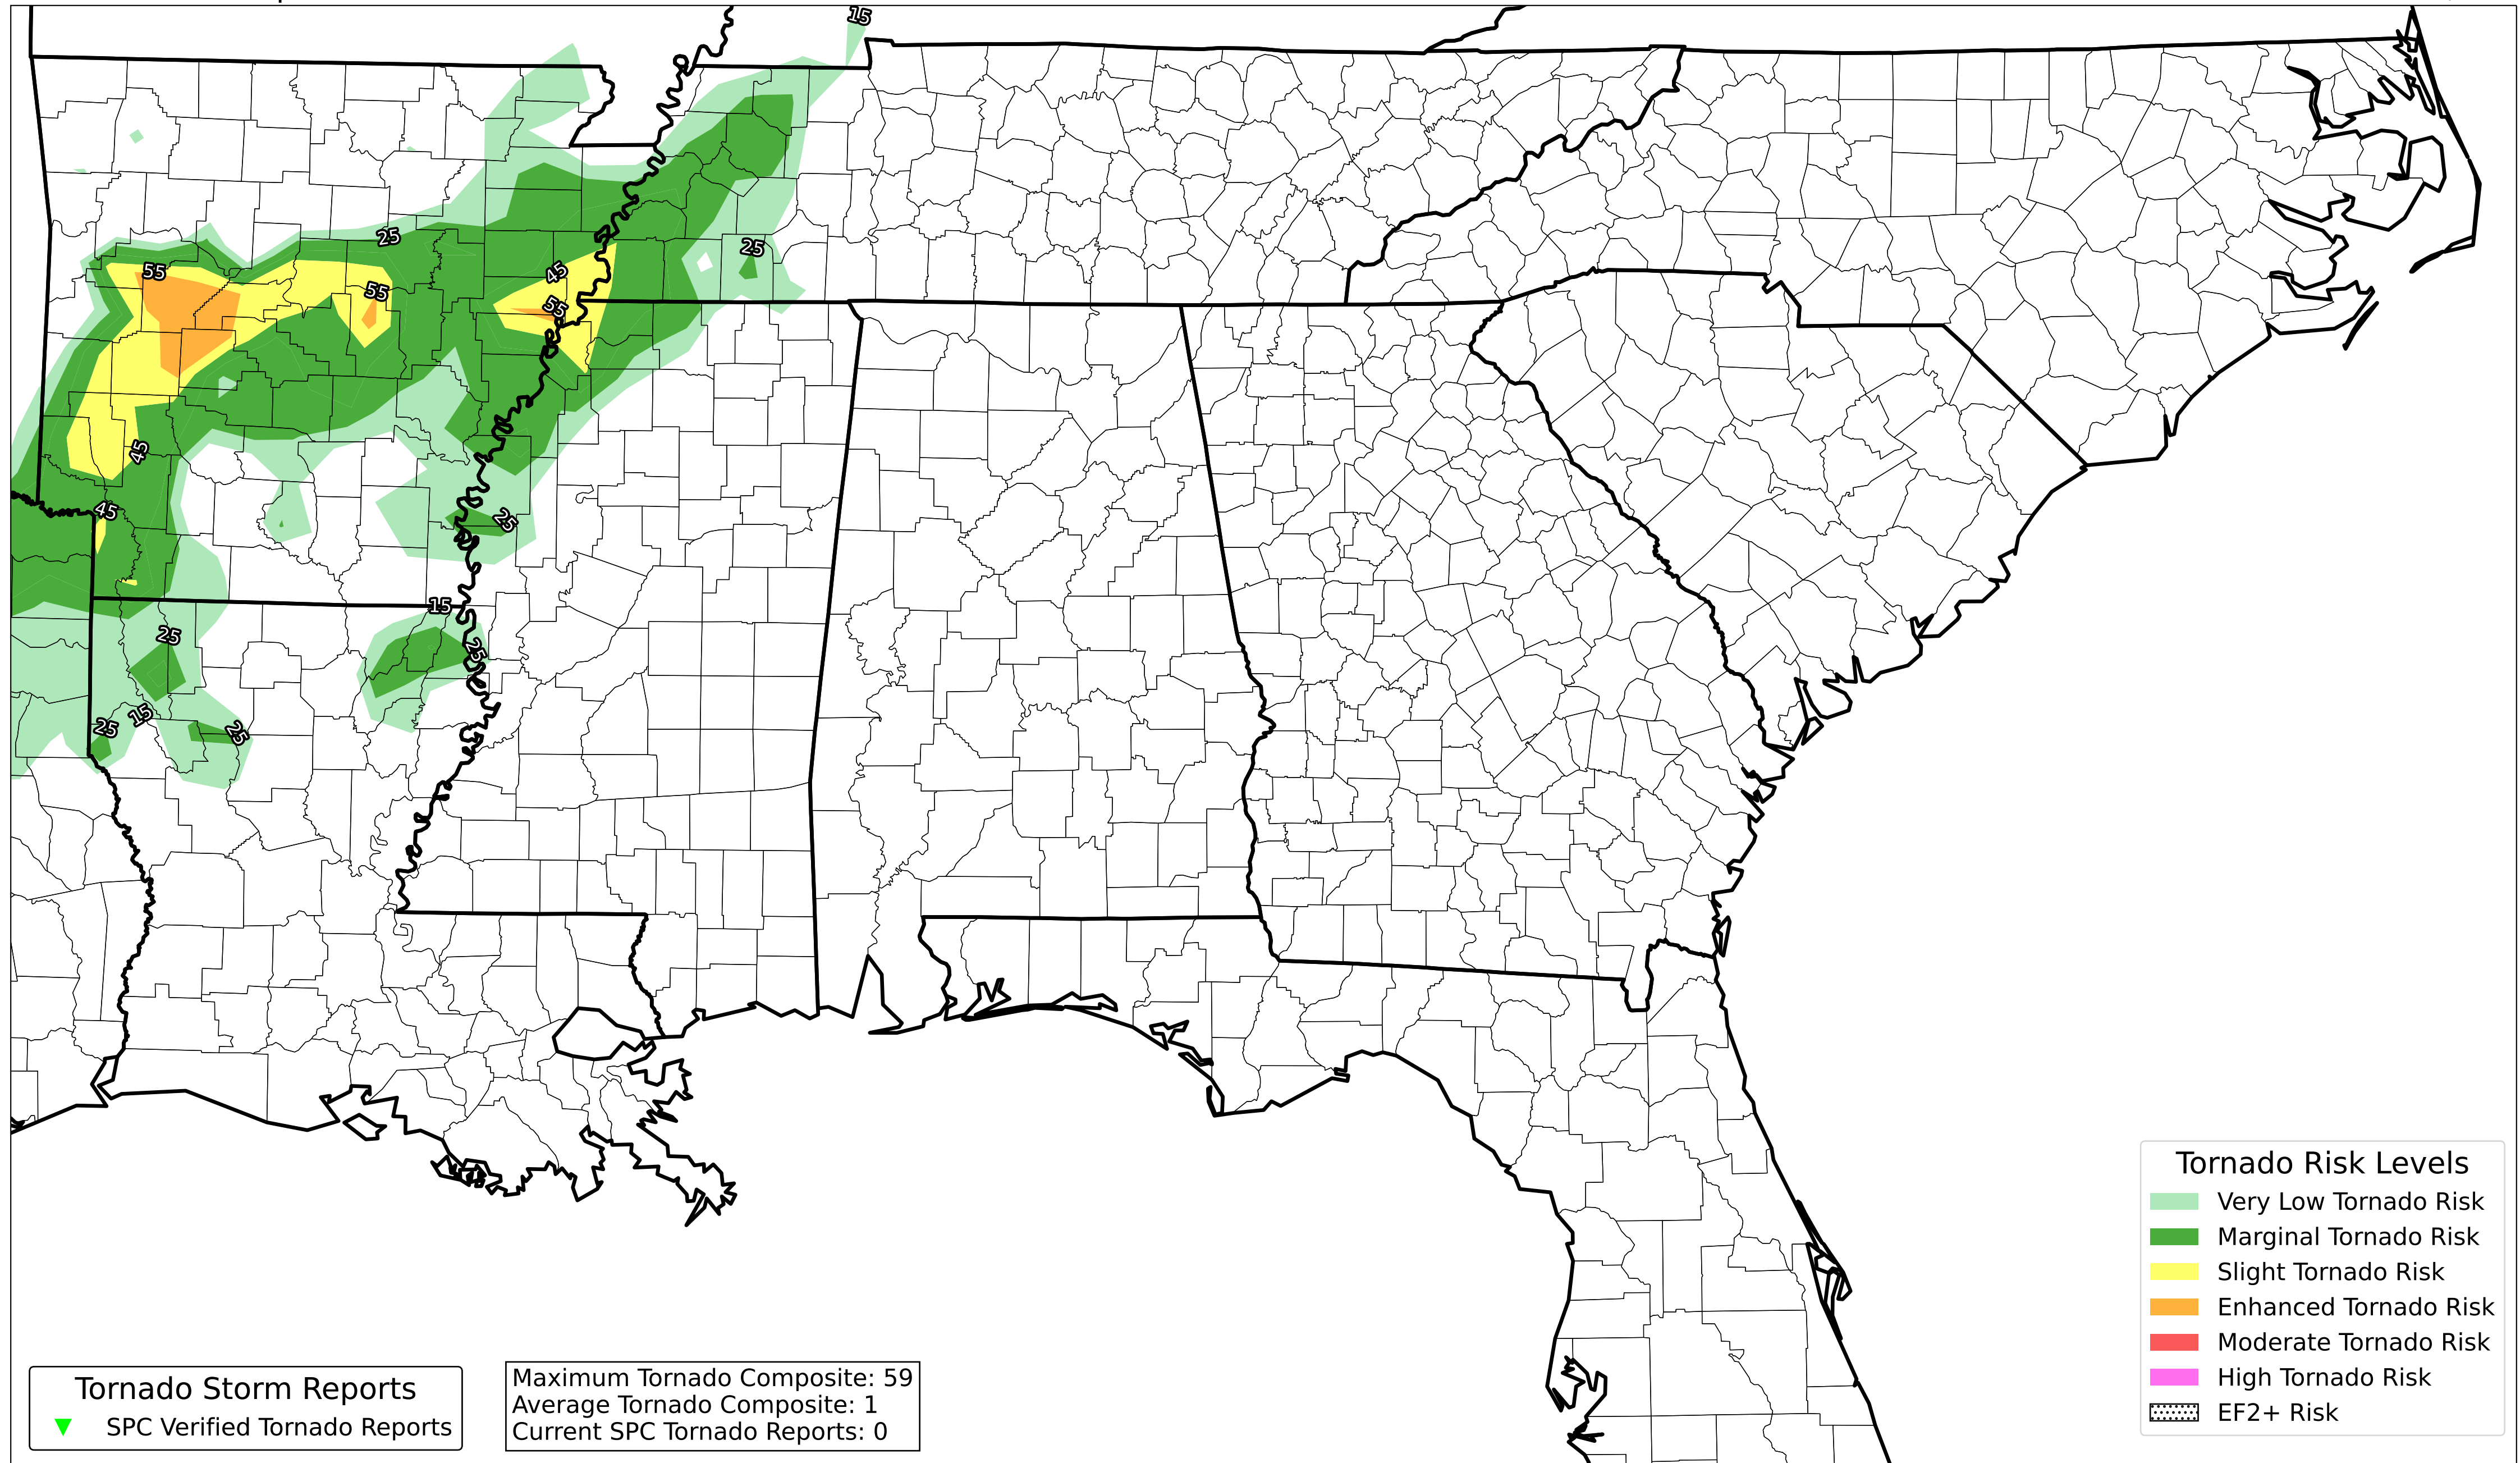 15
25
25
55
55
45
55
45
45
25
15
25
25
25
15
25
Tornado Storm Reports
SPC Verified Tornado Reports
Maximum Tornado Composite: 59
Average Tornado Composite: 1
Current SPC Tornado Reports: 0
Tornado Risk Levels
Very Low Tornado Risk
Marginal Tornado Risk
Slight Tornado Risk
Enhanced Tornado Risk
Moderate Tornado Risk
High Tornado Risk
EF2+ Risk